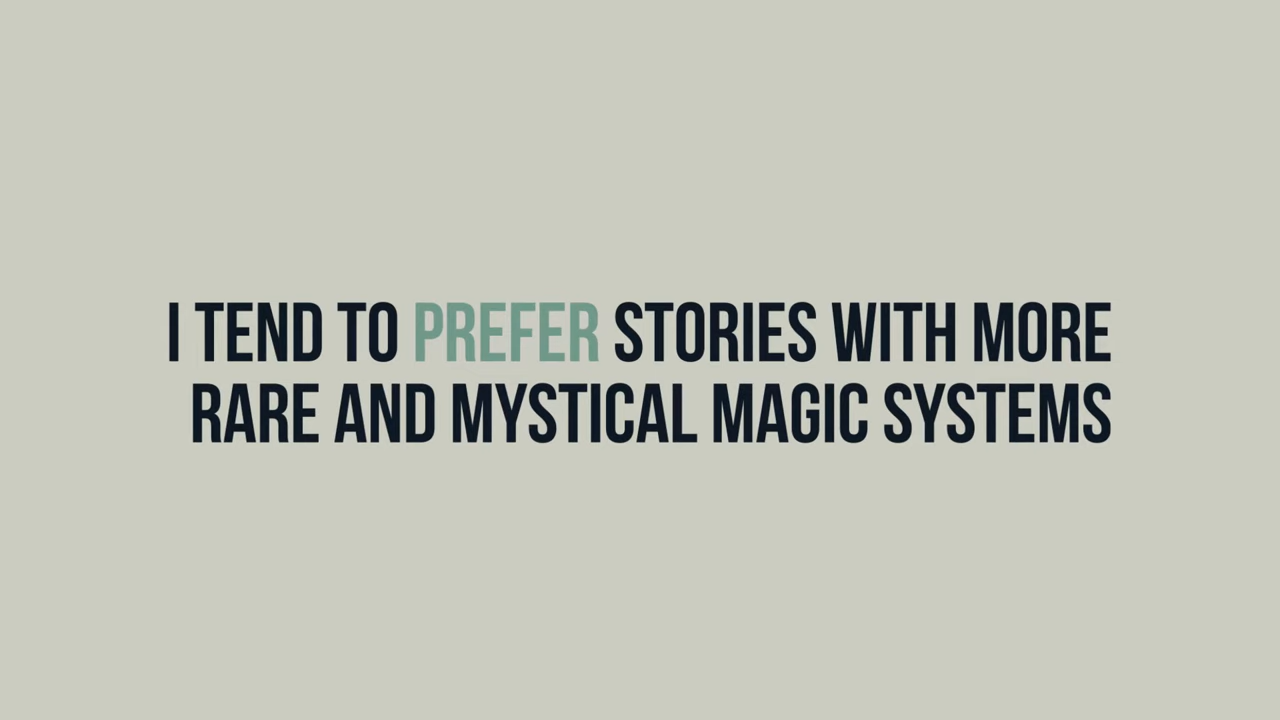 I TEND TO PREFER STORIES WITH MORE
RARE AND MYSTICAL MAGIC SYSTEMS